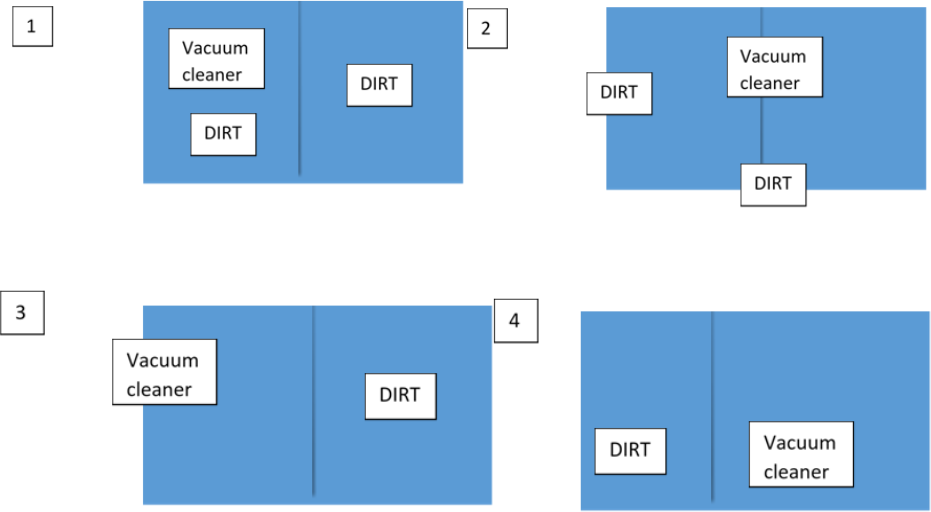 1
Vacuum
cleaner
DIRT
DIRT
2
Vacuum
cleaner
DIRT
DIRT
3
Vacuum
cleaner
DIRT
4
DIRT
Vacuum
cleaner